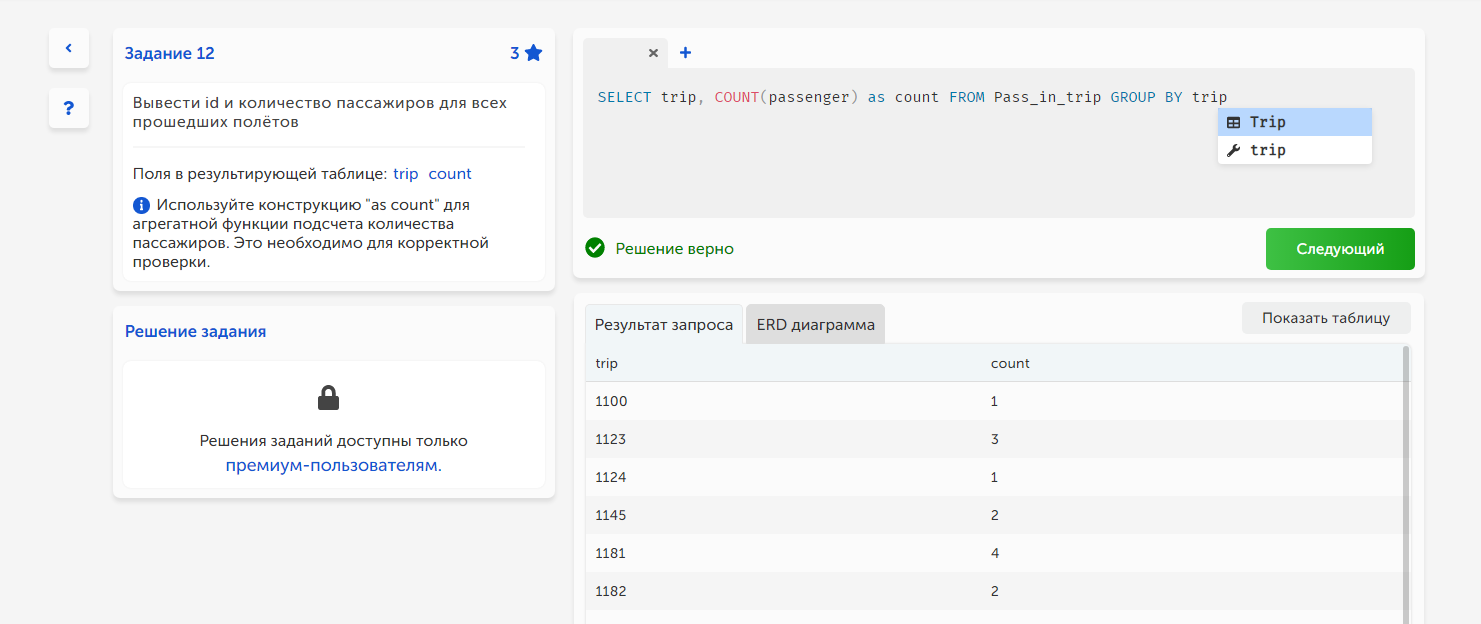 Задание 12
3
?
Вывести id и количество пассажиров для всех
прошедших полётов
Поля в результирующей таблице: trip count
Используйте конструкцию "as count" для
агрегатной функции подсчета количества
пассажиров. Это необходимо для корректной
проверки.
Решение задания
Решения заданий доступны только
премиум-пользователям.
SELECT trip, COUNT(passenger) as count FROM Pass_in_trip GROUP BY trip
Trip
trip
Решение верно
Следующий
Результат запроса
ERD диаграмма
Показать таблицу
trip count
1100 1
1123 3
1124 1
1145 2
1181 4
1182 2